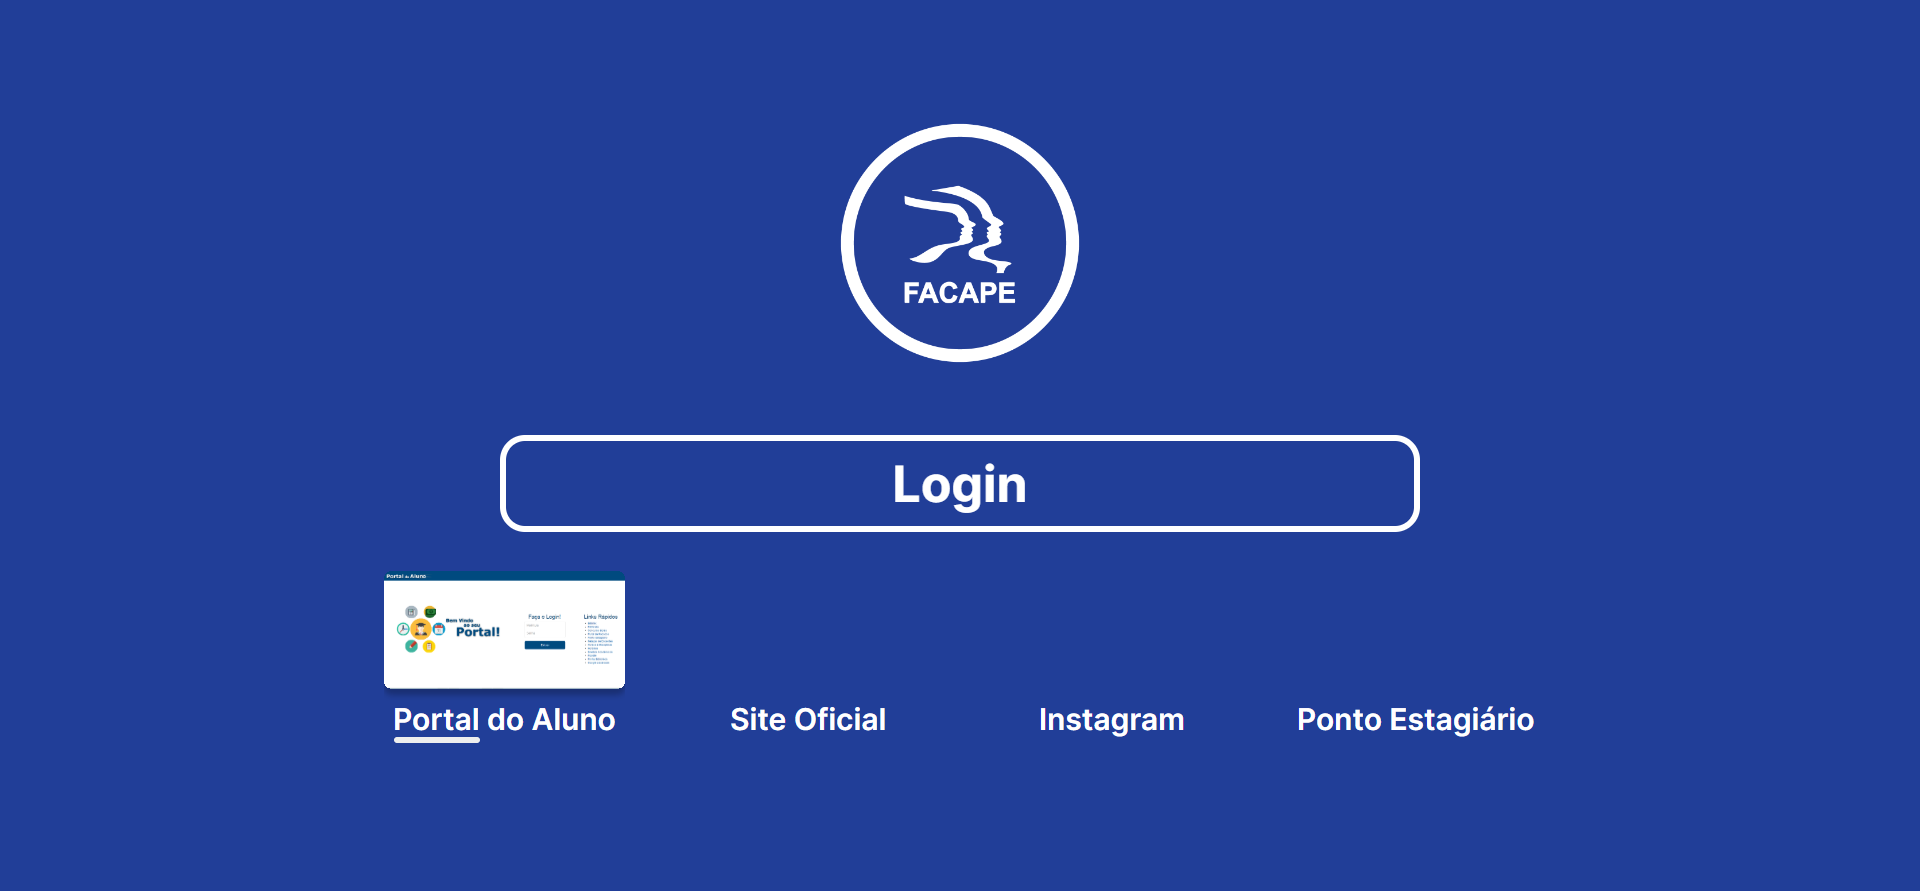 FACAPE
Login
Portal do Aluno
Bem Vindo
ao seu
Portal!
Faça o Login!
Links Rápidos
Portal do Aluno
Site Oficial
Instagram
Ponto Estagiário